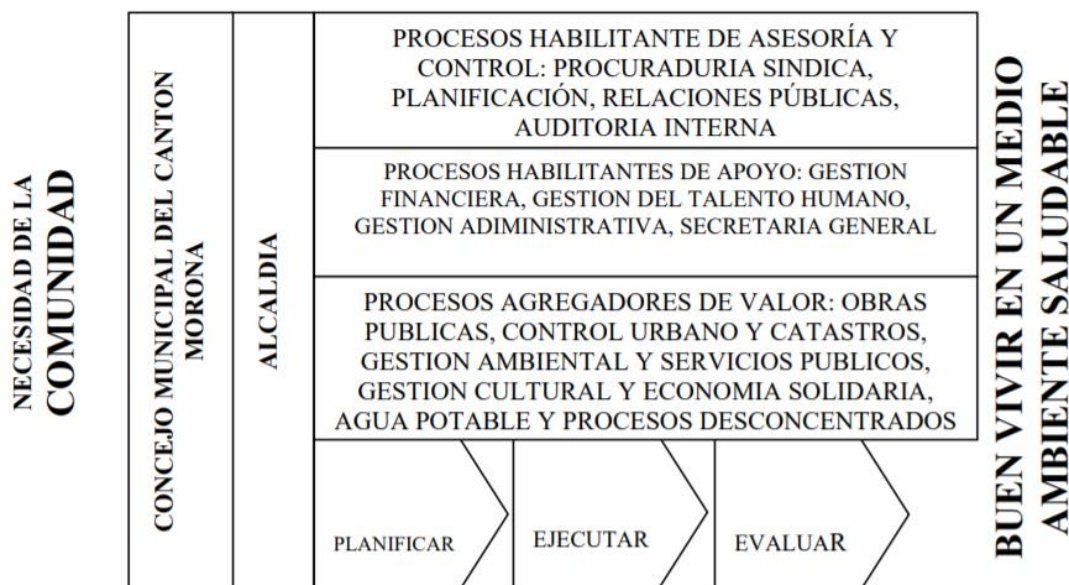 NECESIDAD DE LA
COMUNIDAD
CONCEJO MUNICIPAL DEL CANTON
MORONA
ALCALDIA
PROCESOS HABILITANTE DE ASESORÍA Y
CONTROL: PROCURADURIA SINDICA,
PLANIFICACIÓN, RELACIONES PÚBLICAS,
AUDITORIA INTERNA
PROCESOS HABILITANTES DE APOYO: GESTION
FINANCIERA, GESTION DEL TALENTO HUMANO,
GESTION ADIMINISTRATIVA, SECRETARIA GENERAL
PROCESOS AGREGADORES DE VALOR: OBRAS
PUBLICAS, CONTROL URBANO Y CATASTROS,
GESTION AMBIENTAL Y SERVICIOS PUBLICOS,
GESTION CULTURAL Y ECONOMIA SOLIDARIA,
AGUA POTABLE Y PROCESOS DESCONCENTRADOS
PLANIFICAR
EJECUTAR
EVALUAR
BUEN VIVIR EN UN MEDIO
AMBIENTE SALUDABLE